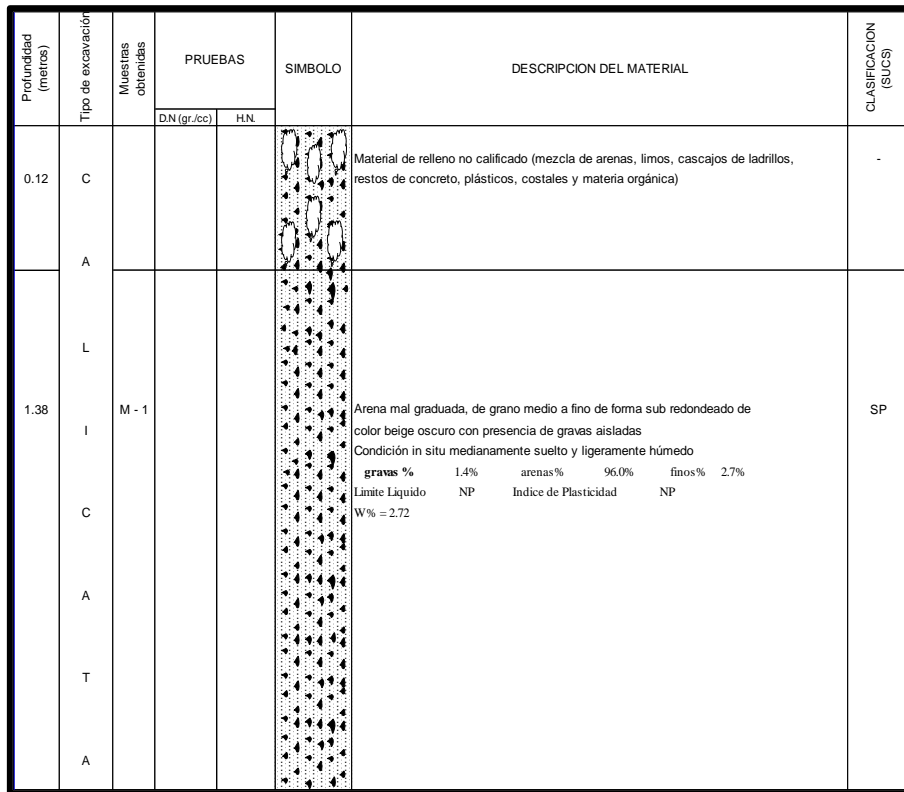 Profundidad
(metros)
Tipo de excavación
Muestras
obtenidas
PRUEBAS
D.N (gr./cc)
H.N.
SIMBOLO
DESCRIPCION DEL MATERIAL
CLASIFICACION
(SUCS)
0.12
C
Material de relleno no calificado (mezcla de arenas, limos, cascajos de ladrillos,
restos de concreto, plásticos, costales y materia orgánica)
-
A
L
1.38
I
M - 1
Arena mal graduada, de grano medio a fino de forma sub redondeado de
color beige oscuro con presencia de gravas aisladas
Condición in situ medianamente suelto y ligeramente húmedo
gravas % 1.4% arenas% 96.0% finos% 2.7%
Limite Liquido NP Indice de Plasticidad NP
W% = 2.72
SP
C
A
T
A